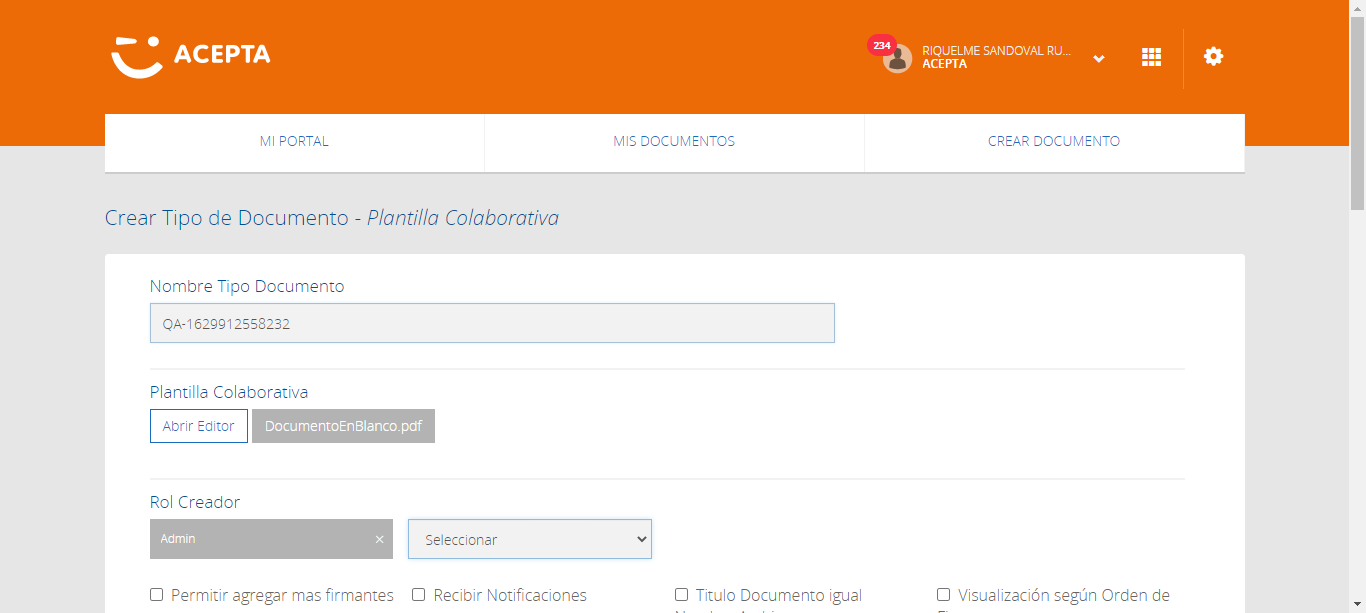 ACEPTA
234
RIQUELME SANDOVAL RU...
ACEPTA
MI PORTAL
MIS DOCUMENTOS
CREAR DOCUMENTO
Crear Tipo de Documento - Plantilla Colaborativa
Nombre Tipo Documento
QA-1629912558232
Plantilla Colaborativa
Abrir Editor
DocumentoEnBlanco.pdf
Rol Creador
Admin ×
Seleccionar
Permitir agregar mas firmantes
Recibir Notificaciones
Titulo Documento igual
Visualización según Orden de